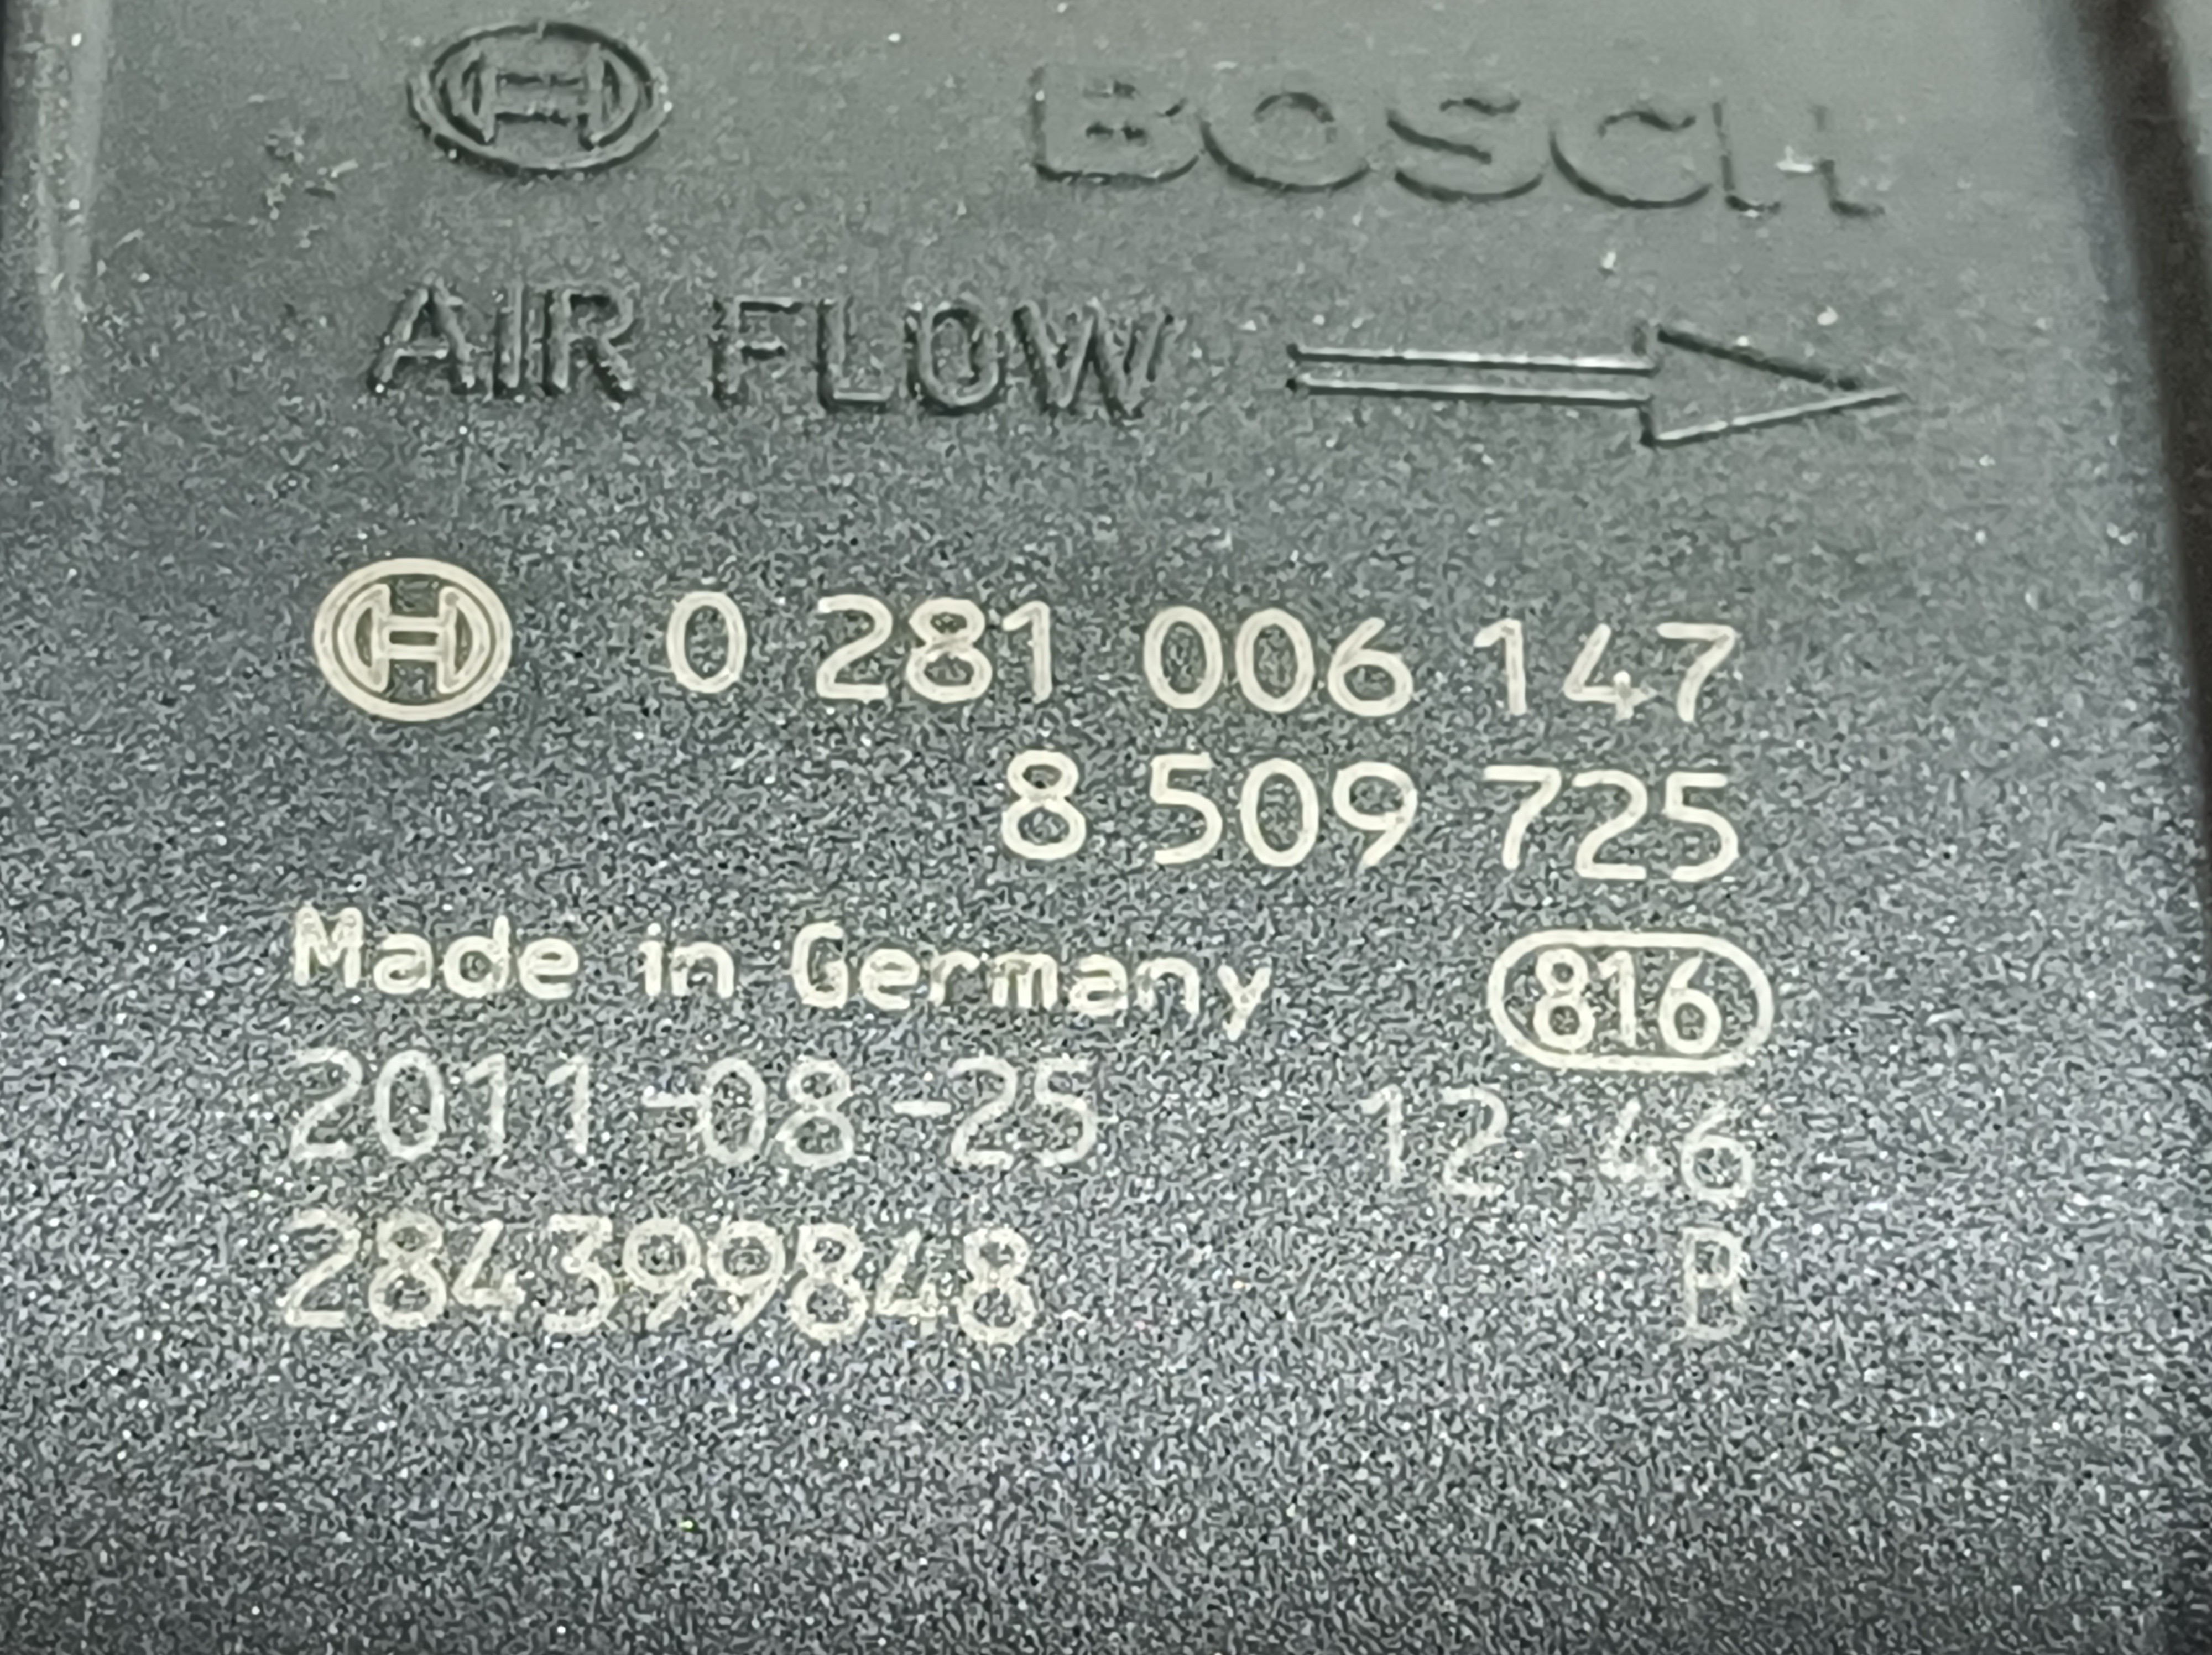 BOSCH
AIR FLOW
0 281 006 147
8 509 725
Made in Germany 816
2011-08-25 12 46
284399848 B